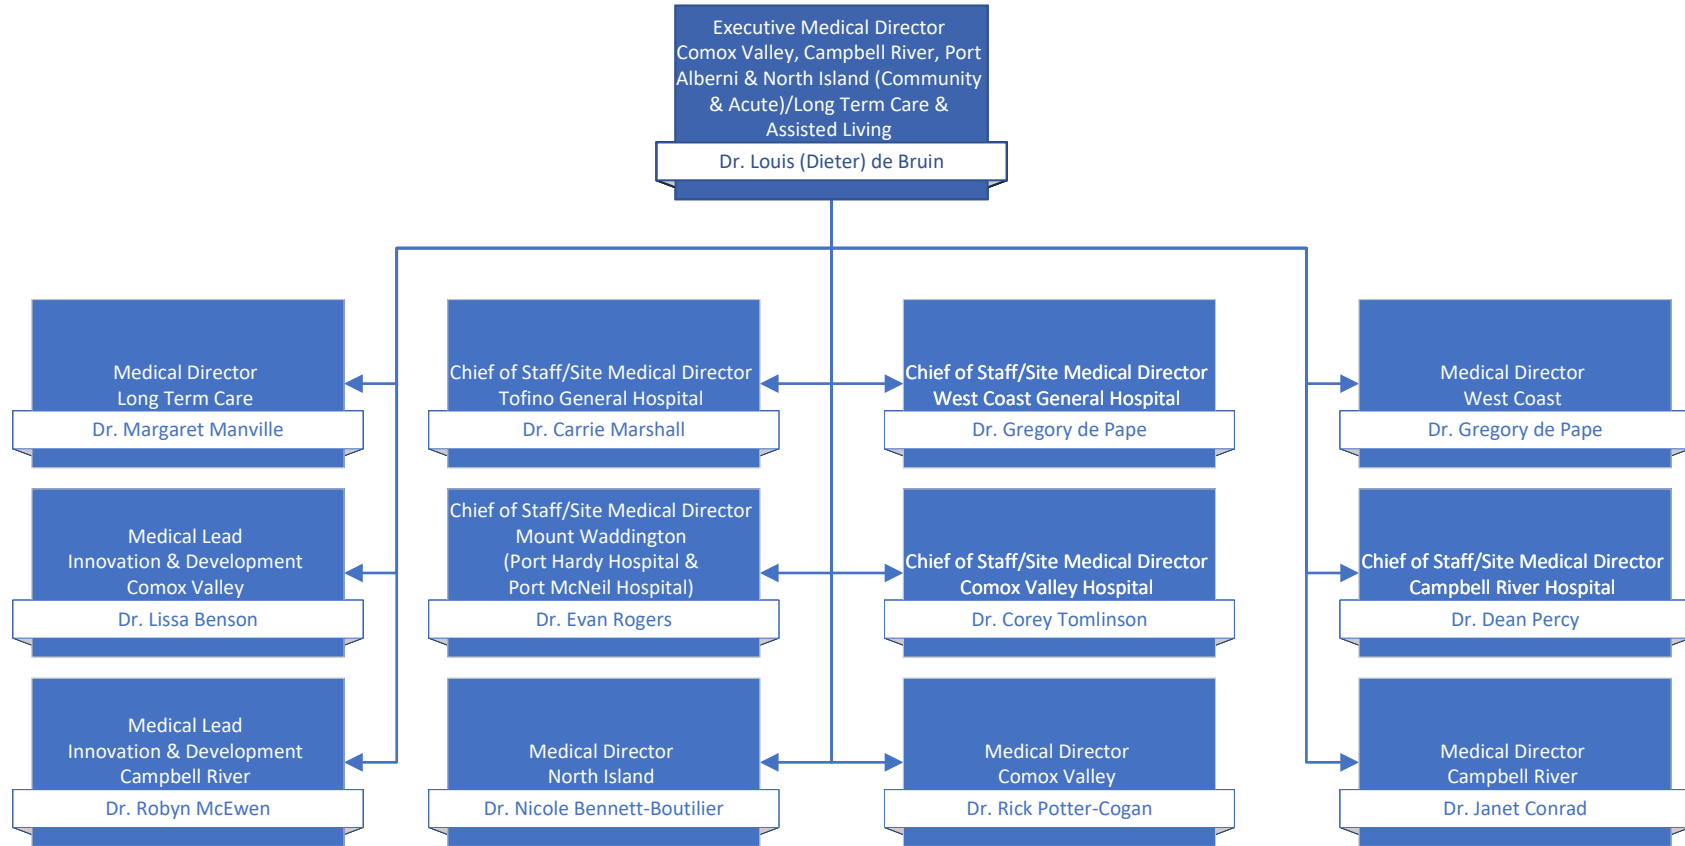 Executive Medical Director
Comox Valley, Campbell River, Port
Alberni & North Island (Community
& Acute)/Long Term Care &
Assisted Living
Dr. Louis (Dieter) de Bruin
Medical Director
Long Term Care
Dr. Margaret Manville
Chief of Staff/Site Medical Director
Tofino General Hospital
Dr. Carrie Marshall
Chief of Staff/Site Medical Director
West Coast General Hospital
Dr. Gregory de Pape
Medical Director
West Coast
Dr. Gregory de Pape
Medical Lead
Innovation & Development
Comox Valley
Dr. Lissa Benson
Chief of Staff/Site Medical Director
Mount Waddington
(Port Hardy Hospital &
Port McNeil Hospital)
Dr. Evan Rogers
Chief of Staff/Site Medical Director
Comox Valley Hospital
Dr. Corey Tomlinson
Chief of Staff/Site Medical Director
Campbell River Hospital
Dr. Dean Percy
Medical Lead
Innovation & Development
Campbell River
Dr. Robyn McEwen
Medical Director
North Island
Dr. Nicole Bennett-Boutilier
Medical Director
Comox Valley
Dr. Rick Potter-Cogan
Medical Director
Campbell River
Dr. Janet Conrad